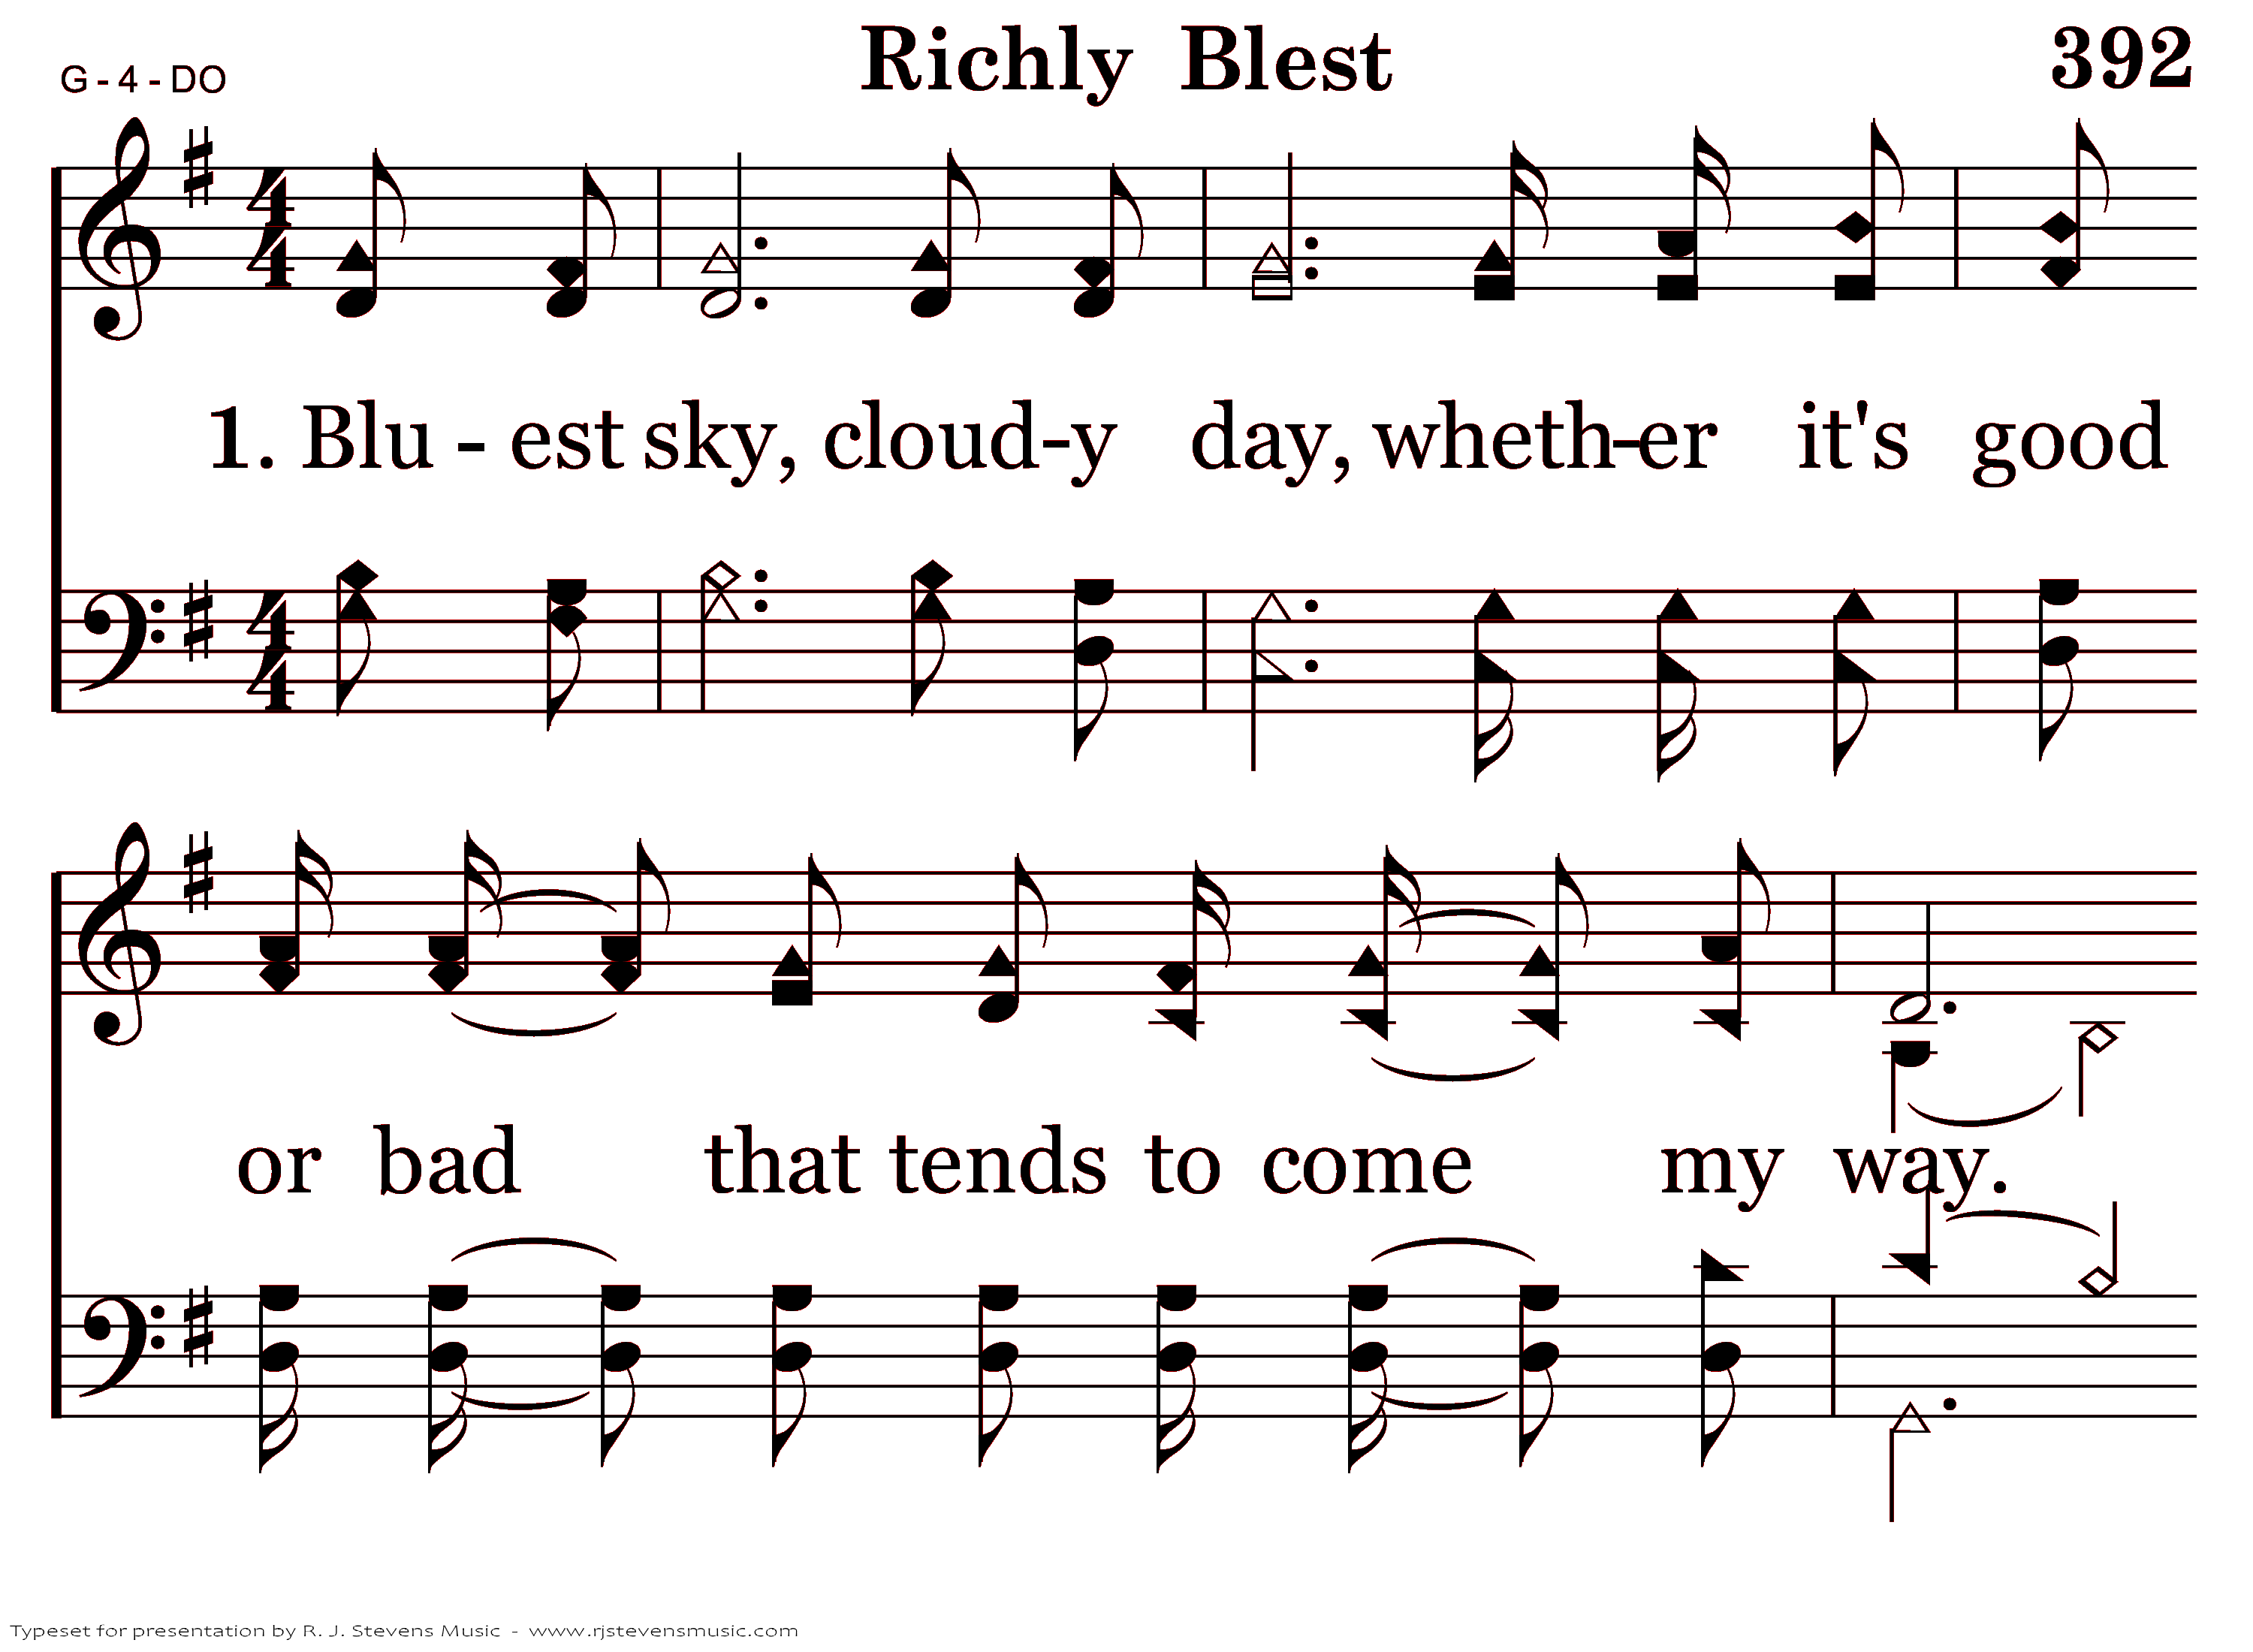 Richly Blest 392
G - 4 - DO
1. Blu - est sky, cloud-y day, wheth-er it's good
or bad that tends to come my way.
Typeset for presentation by R. J. Stevens Music - www.rjstevensmusic.com